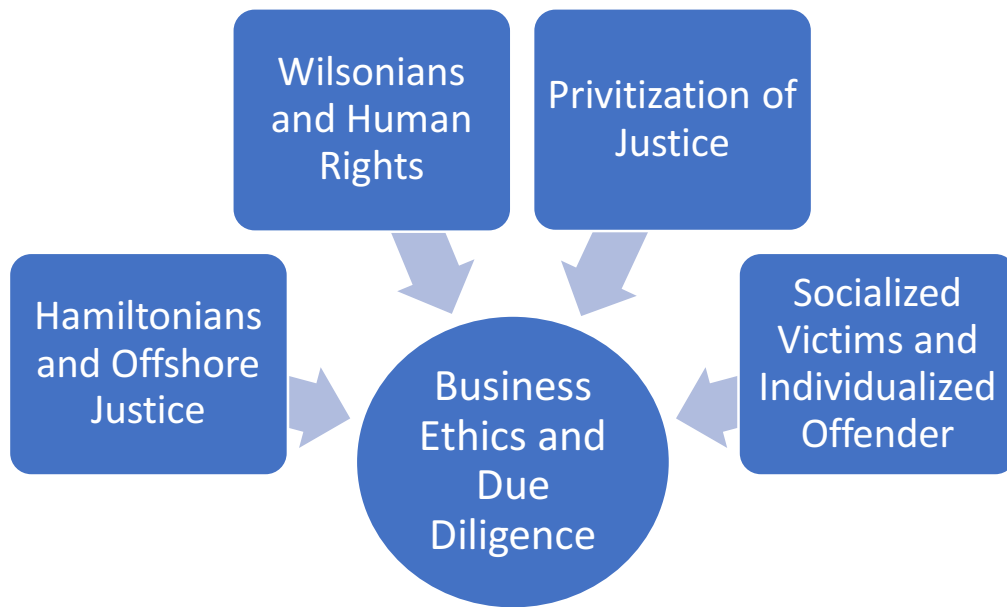 Wilsonians
and Human
Rights
Privitization of
Justice
Hamiltonians
and Offshore
Justice
Socialized
Victims and
Individualized
Offender
Business
Ethics and
Due
Diligence